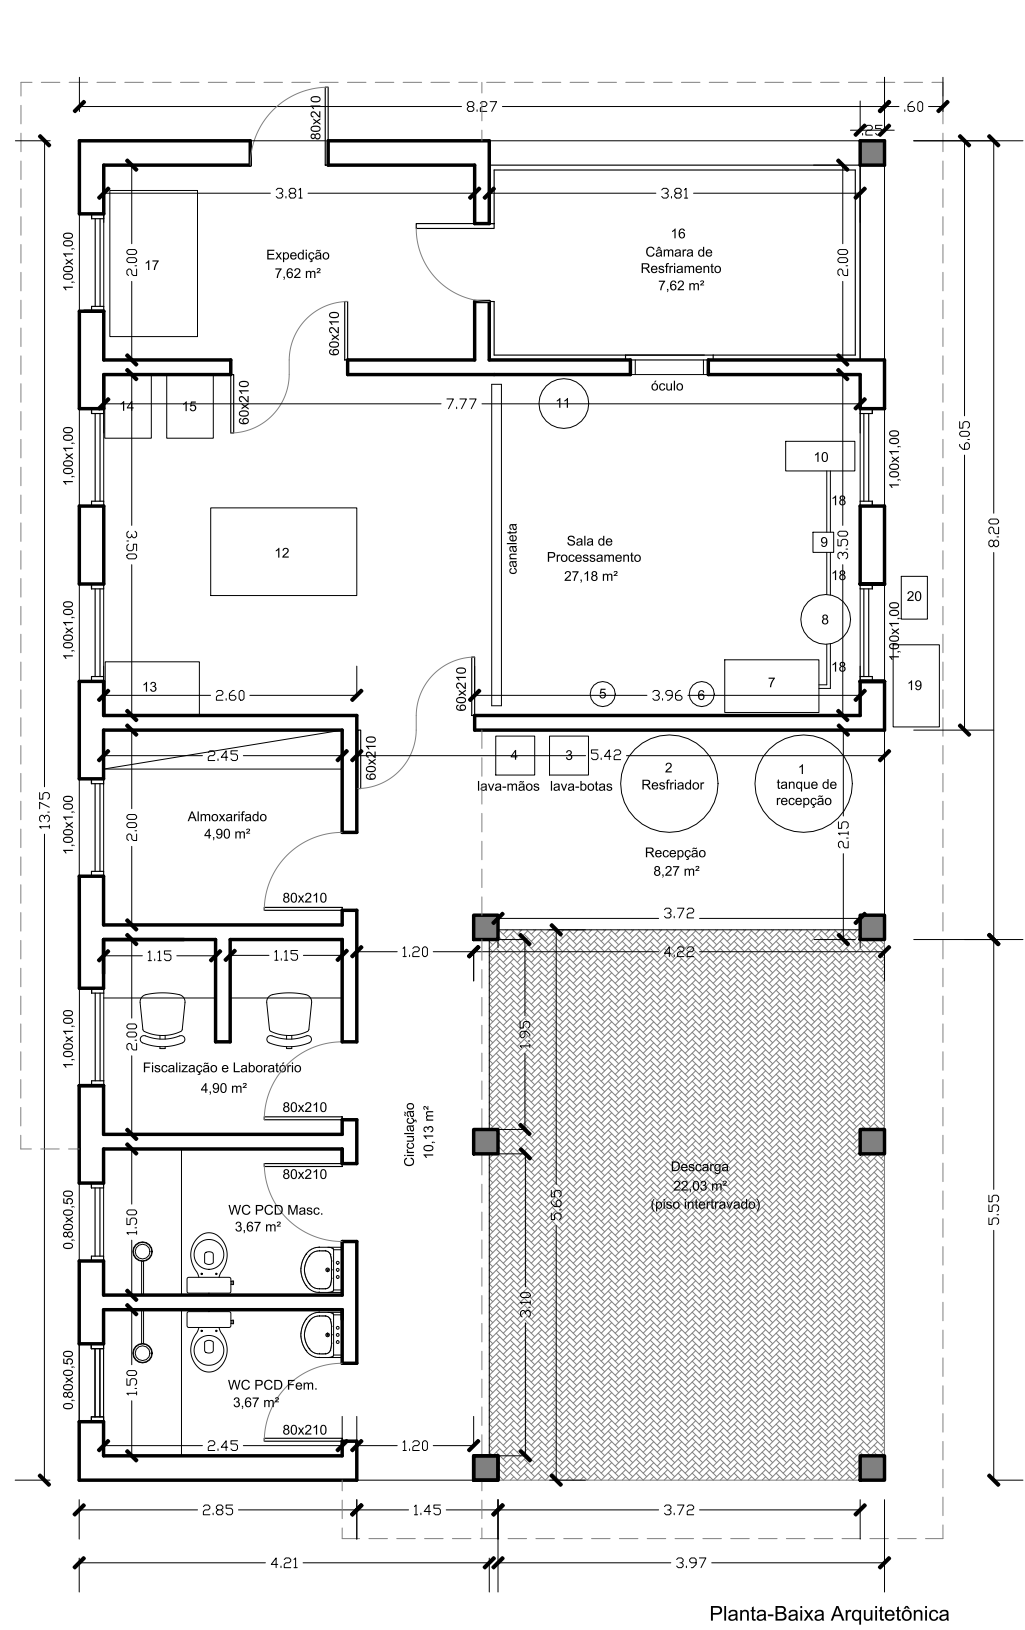 8.27
.60
.25
80x210
3.81
3.81
1,00x1,00
2.00
17
Expedição
7,62 m²
16
Câmara de
Resfriamento
7,62 m²
2.00
60x210
óculo
60x210
14
15
7.77
11
6.05
1,00x1,00
10
1,00x1,00
18
8.20
3.50
12
canaleta
Sala de
Processamento
27,18 m²
9
3.50
18
20
8
1,00x1,00
1,00x1,00
18
13
2.60
60x210
5
3.96
6
7
19
2.45
60x210
4
3
5.42
lava-mãos
lava-botas
2
Resfriador
1
tanque de
recepção
13.75
1,00x1,00
2.00
Almoxarifado
4,90 m²
2.15
Recepção
8,27 m²
80x210
3.72
1.15
1.15
1.20
4.22
1,00x1,00
2.00
1.95
Fiscalização e Laboratório
4,90 m²
80x210
Circulação
10,13 m²
80x210
Descarga
22,03 m²
(piso intertravado)
0,80x0,50
1.50
WC PCD Masc.
3,67 m²
5.65
5.55
3.10
0,80x0,50
1.50
WC PCD Fem.
3,67 m²
80x210
2.45
1.20
2.85
1.45
3.72
4.21
3.97
Planta-Baixa Arquitetônica